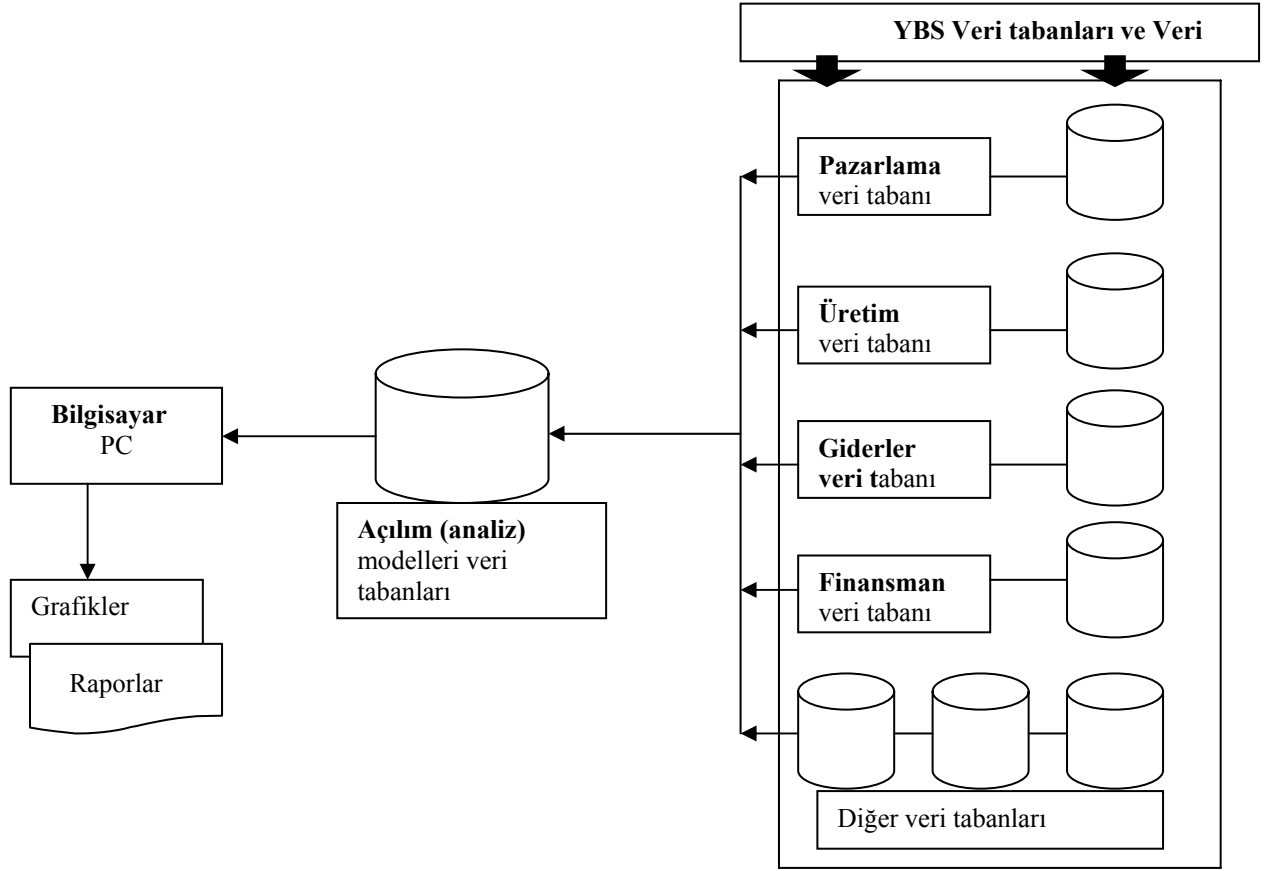 YBS Veri tabanları ve Veri
Pazarlama
veri tabanı
Üretim
veri tabanı
Giderler
veri tabanı
Finansman
veri tabanı
Diğer veri tabanları
Açılım (analiz)
modelleri veri
tabanları
Bilgisayar
PC
Grafikler
Raporlar